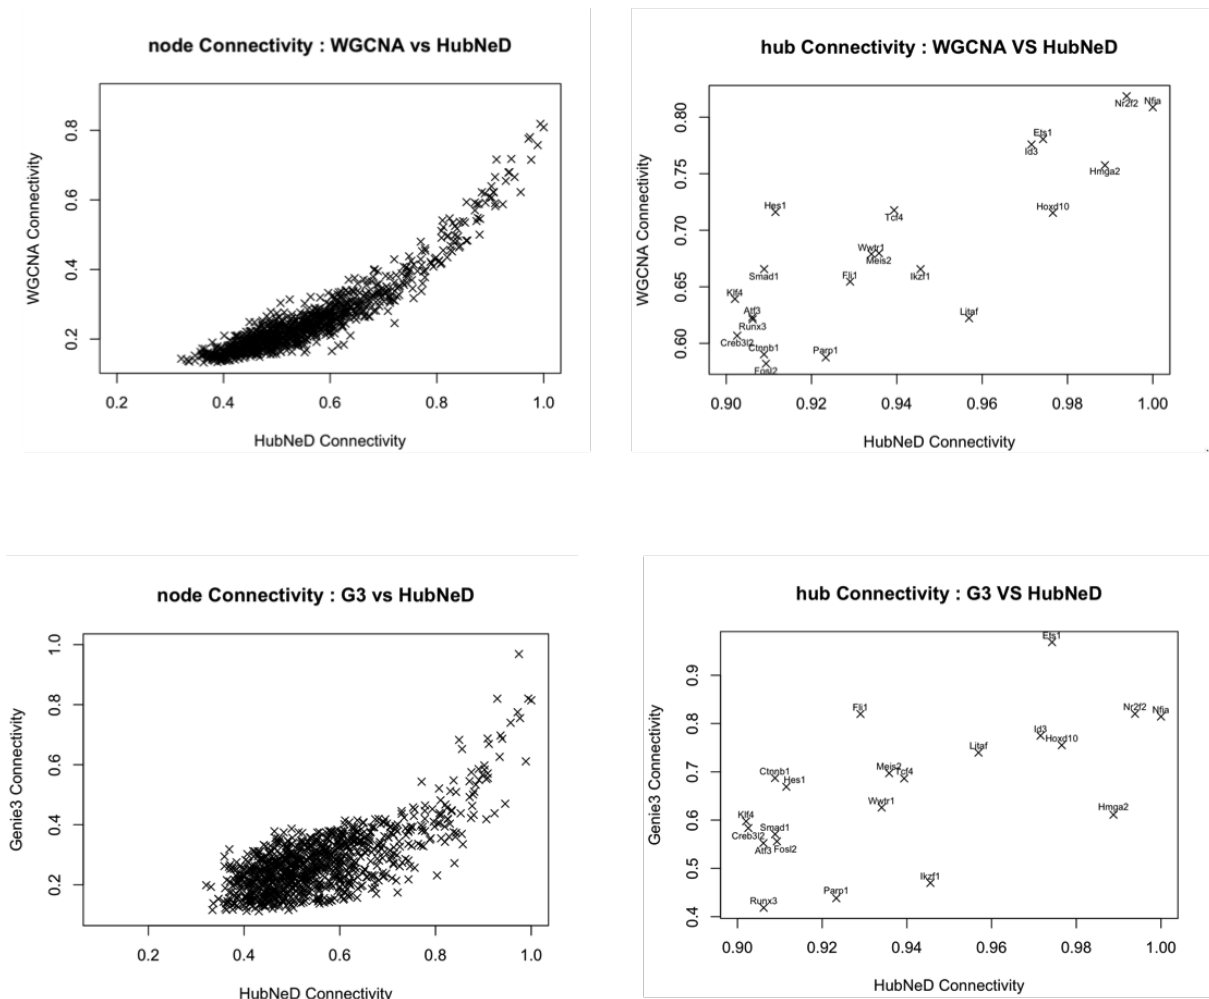 node Connectivity : WGCNA vs HubNeD
WGCNA Connectivity
0.8
0.6
0.4
0.2
0.2 0.4 0.6 0.8 1.0
HubNeD Connectivity
hub Connectivity : WGCNA VS HubNeD
WGCNA Connectivity
0.80
0.75
0.70
0.65
0.60
Nr2f2 Nfia
Ets1
Id3
Hmga2
Hes1 Hoxd10
Tcf4
Wwtr1
Meis2
Smad1 Fli1 Ikzf1
Klf4
Atf3 Litaf
Runx3
Creb3l2 Ctnnb1 Parp1
Fosl2
0.90 0.92 0.94 0.96 0.98 1.00
HubNeD Connectivity
node Connectivity : G3 vs HubNeD
Genie3 Connectivity
1.0
0.8
0.6
0.4
0.2
0.2 0.4 0.6 0.8 1.0
HubNeD Connectivity
hub Connectivity : G3 VS HubNeD
Genie3 Connectivity
0.9
0.8
0.7
0.6
0.5
0.4
Ets1
Fli1 Nr2f2 Nfia
Id3
Hoxd10
Litaf
Ctnnb1 Meis2 Tcf4
Hes1
Klf4 Wwtr1 Hmga2
Smad1
Creb3l2
Atf3 Fosl2
Ikzf1
Runx3 Parp1
0.90 0.92 0.94 0.96 0.98 1.00
HubNeD Connectivity